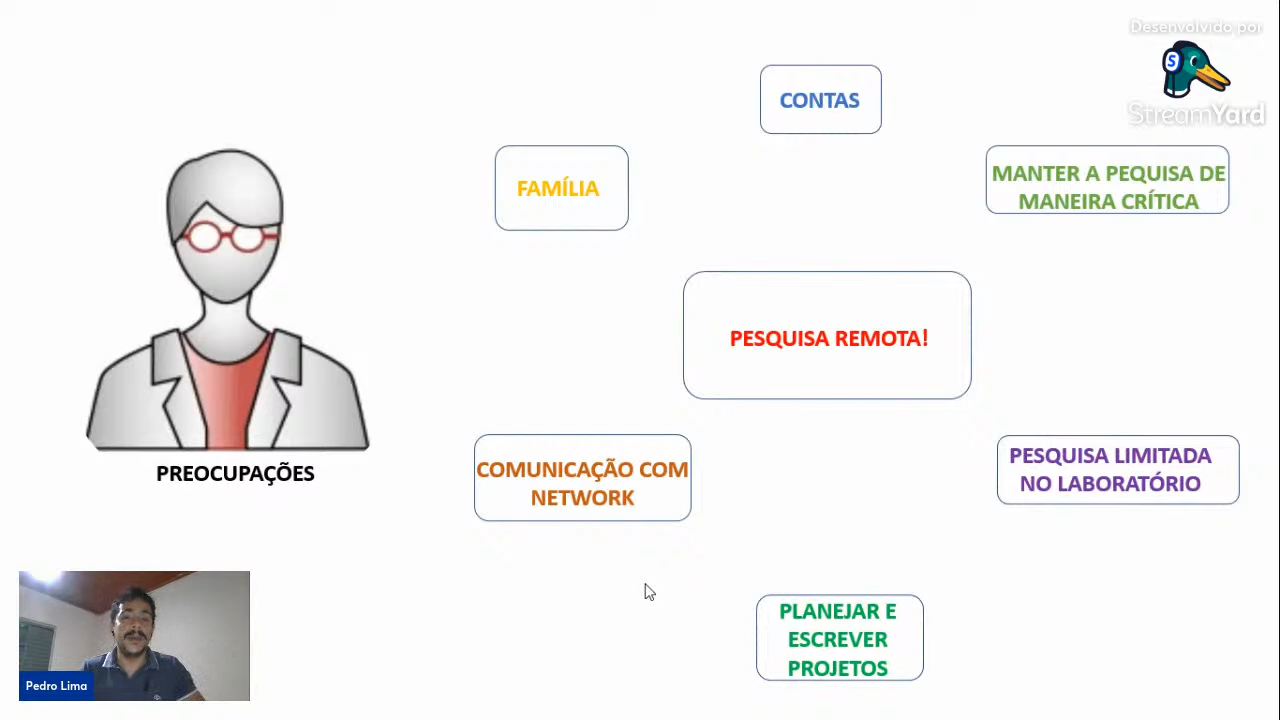 Desenvolvido por
StreamYard
CONTAS
FAMÍLIA
MANTER A PEQUISA DE
MANEIRA CRÍTICA
PESQUISA REMOTA!
PREOCUPAÇÕES
COMUNICAÇÃO COM
NETWORK
PESQUISA LIMITADA
NO LABORATÓRIO
PLANEJAR E
ESCREVER
PROJETOS
Pedro Lima